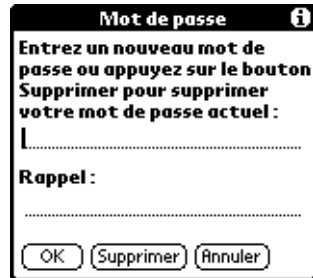 Mot de passe
Entrez un nouveau mot de
passe ou appuyez sur le bouton
Supprimer pour supprimer
votre mot de passe actuel :
Rappel :
OK Supprimer Annuler